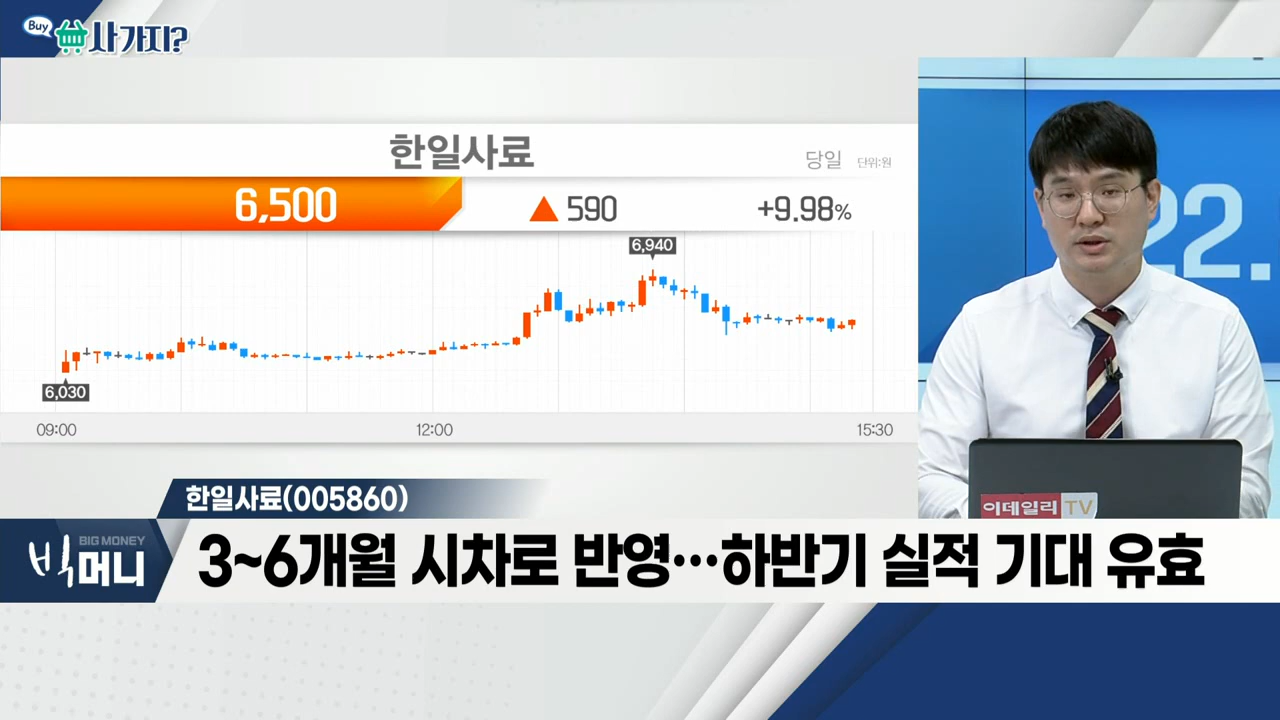 Buy
사가지?
한일사료
당일 단위:원
6,500 ▲ 590 +9.98%
6,940
6,030
09:00 12:00 15:30
22.
이데일리 TV
한일사료(005860)
BIG MONEY
빅머니
3~6개월 시차로 반영…하반기 실적 기대 유효